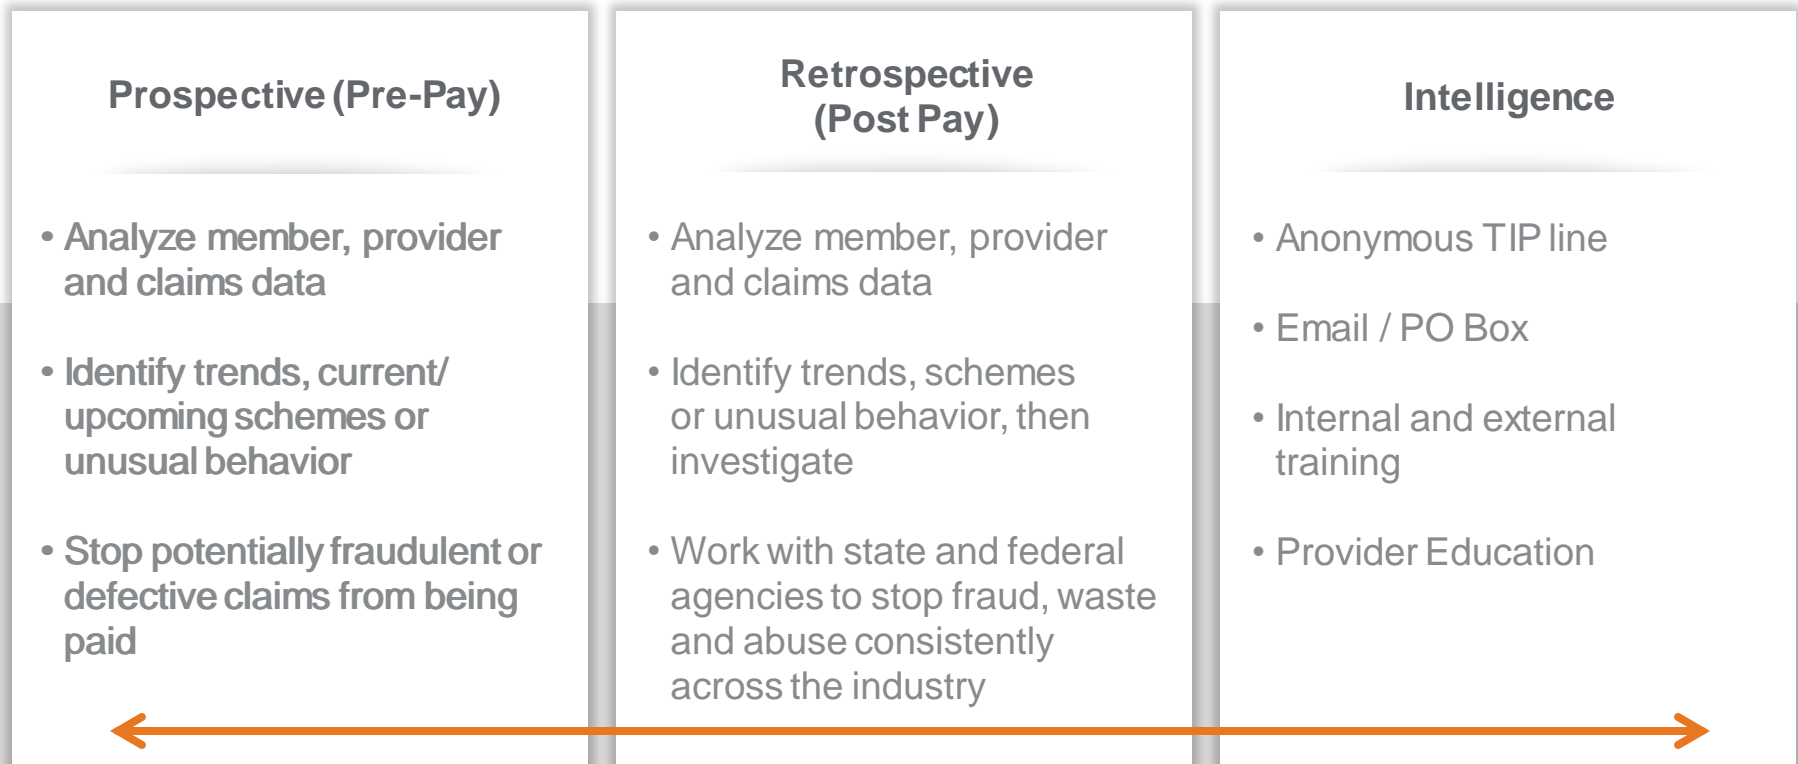 Prospective (Pre-Pay)
• Analyze member, provider
and claims data
• Identify trends, current/
upcoming schemes or
unusual behavior
• Stop potentially fraudulent or
defective claims from being
paid
Retrospective
(Post Pay)
• Analyze member, provider
and claims data
• Identify trends, schemes
or unusual behavior, then
investigate
• Work with state and federal
agencies to stop fraud, waste
and abuse consistently
across the industry
Intelligence
• Anonymous TIP line
• Email / PO Box
• Internal and external
training
• Provider Education